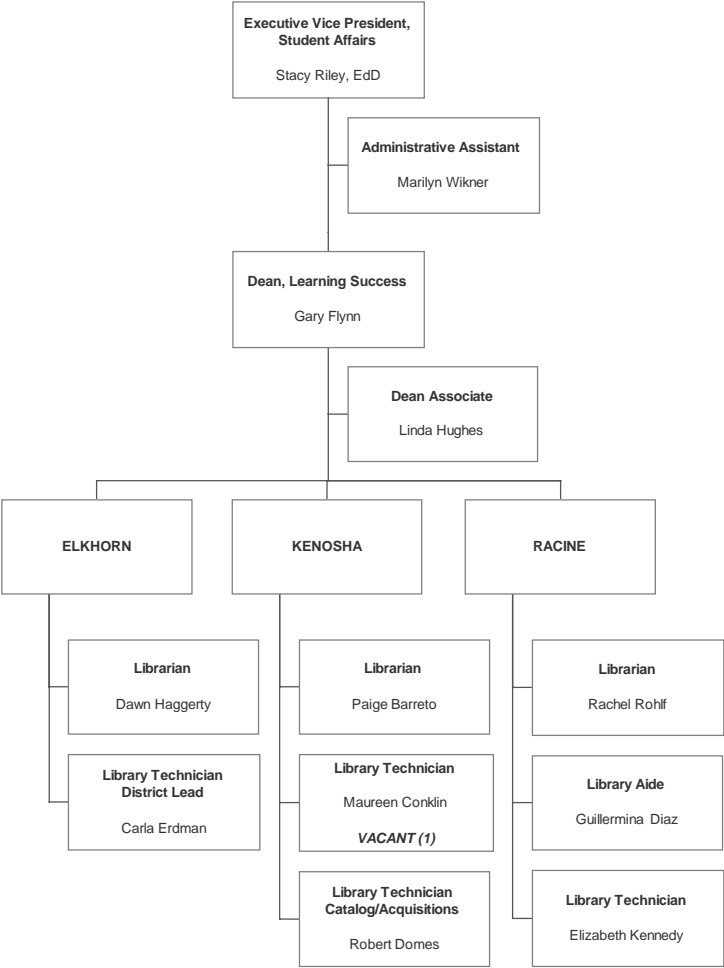 Executive Vice President,
Student Affairs
Stacy Riley, EdD
Administrative Assistant
Marilyn Wikner
Dean, Learning Success
Gary Flynn
Dean Associate
Linda Hughes
ELKHORN
Librarian
Dawn Haggerty
Library Technician
District Lead
Carla Erdman
KENOSHA
Librarian
Paige Barreto
Library Technician
Maureen Conklin
VACANT (1)
Library Technician
Catalog/Acquisitions
Robert Domes
RACINE
Librarian
Rachel Rohlf
Library Aide
Guillermina Diaz
Library Technician
Elizabeth Kennedy